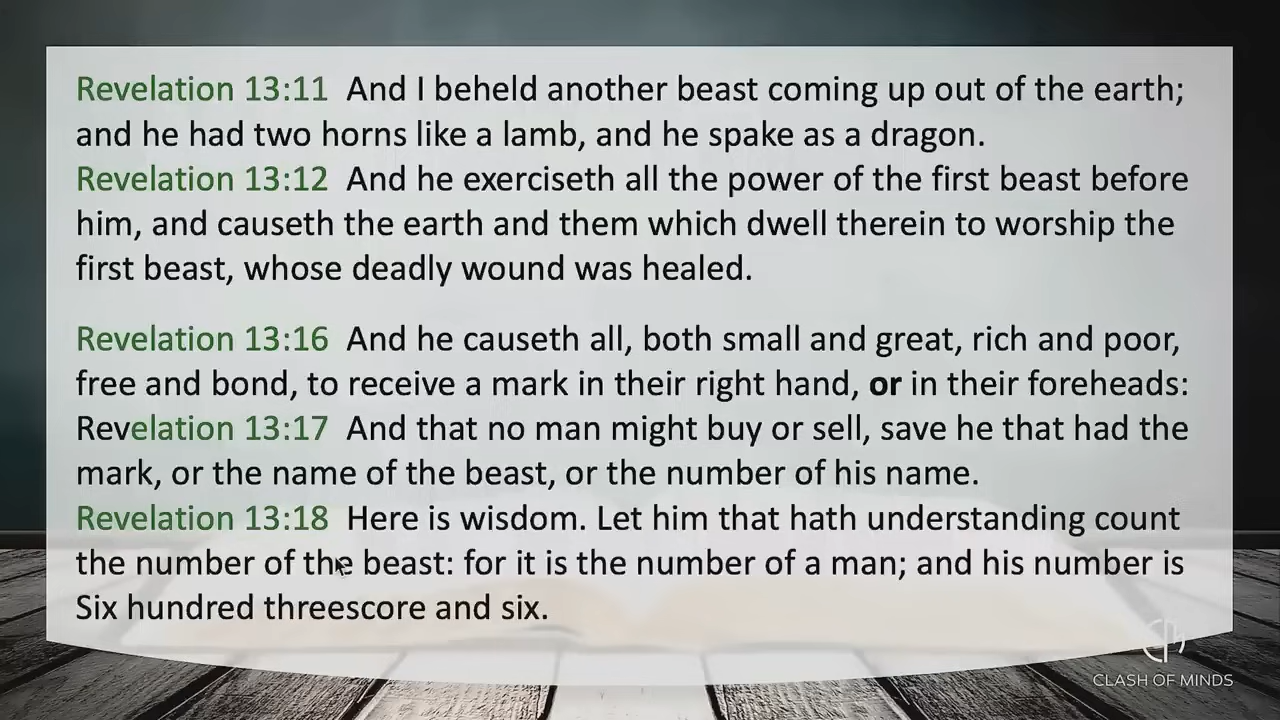 Revelation 13:11 And I beheld another beast coming up out of the earth;
and he had two horns like a lamb, and he spake as a dragon.
Revelation 13:12 And he exerciseth all the power of the first beast before
him, and causeth the earth and them which dwell therein to worship the
first beast, whose deadly wound was healed.
Revelation 13:16 And he causeth all, both small and great, rich and poor,
free and bond, to receive a mark in their right hand, or in their foreheads:
Revelation 13:17 And that no man might buy or sell, save he that had the
mark, or the name of the beast, or the number of his name.
Revelation 13:18 Here is wisdom. Let him that hath understanding count
the number of the beast: for it is the number of a man; and his number is
Six hundred threescore and six.
CLASH OF MINDS